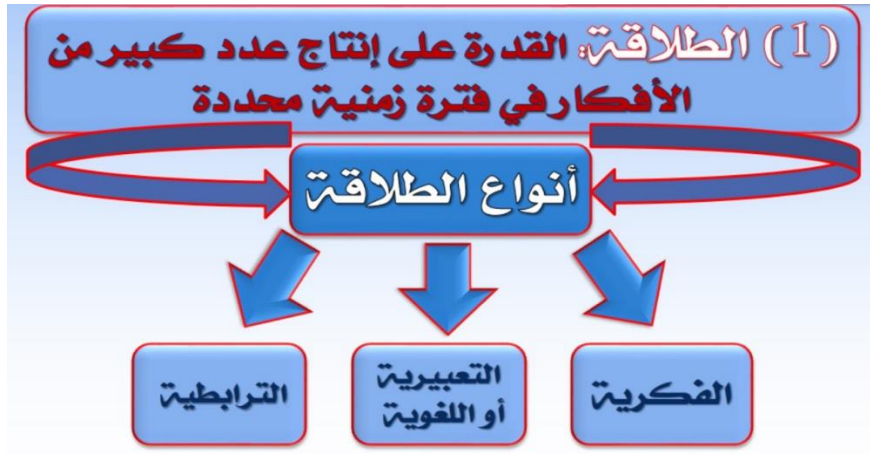 (1) الطلاقة: القدرة على إنتاج عدد كبير من
الأفكار في فترة زمنية محددة
أنواع الطلاقة
الفكرية
التعبيرية
أو اللغوية
الترابطية